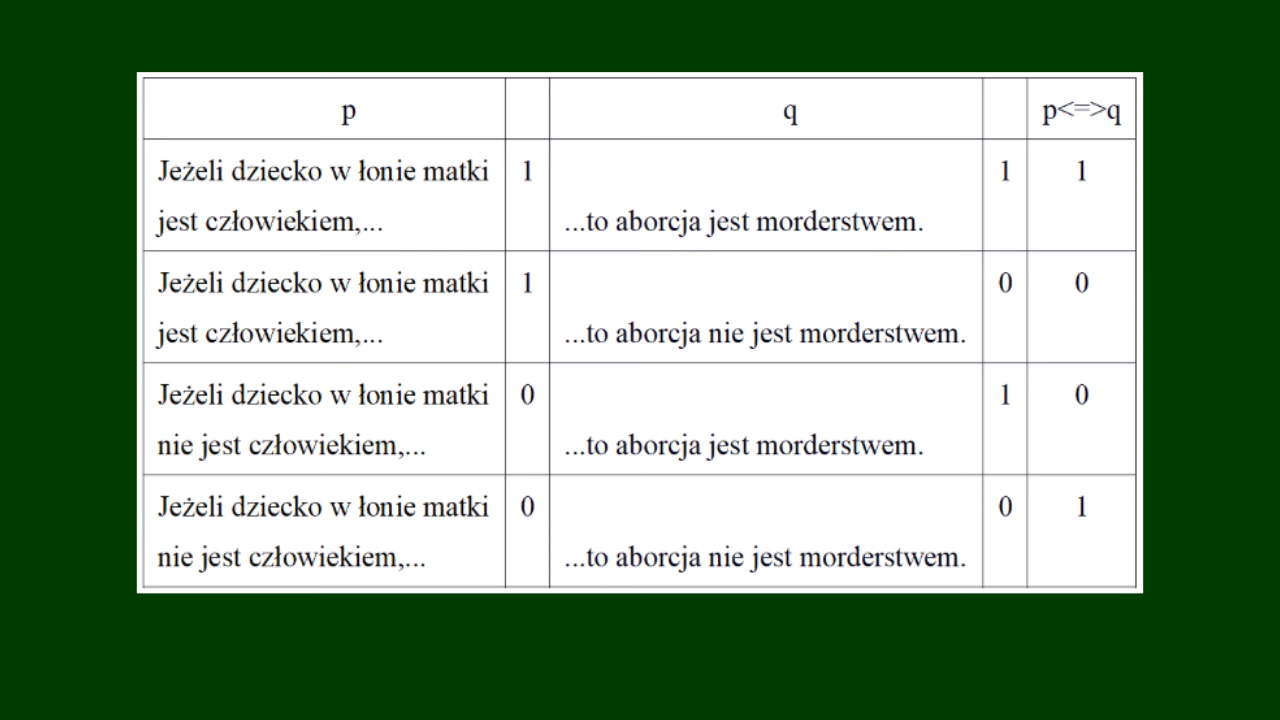 p q p<=>q
Jeżeli dziecko w łonie matki 1 1 1
jest człowiekiem,... ...to aborcja jest morderstwem.
Jeżeli dziecko w łonie matki 1 0 0
jest człowiekiem,... ...to aborcja nie jest morderstwem.
Jeżeli dziecko w łonie matki 0 1 0
nie jest człowiekiem,... ...to aborcja jest morderstwem.
Jeżeli dziecko w łonie matki 0 0 1
nie jest człowiekiem,... ...to aborcja nie jest morderstwem.